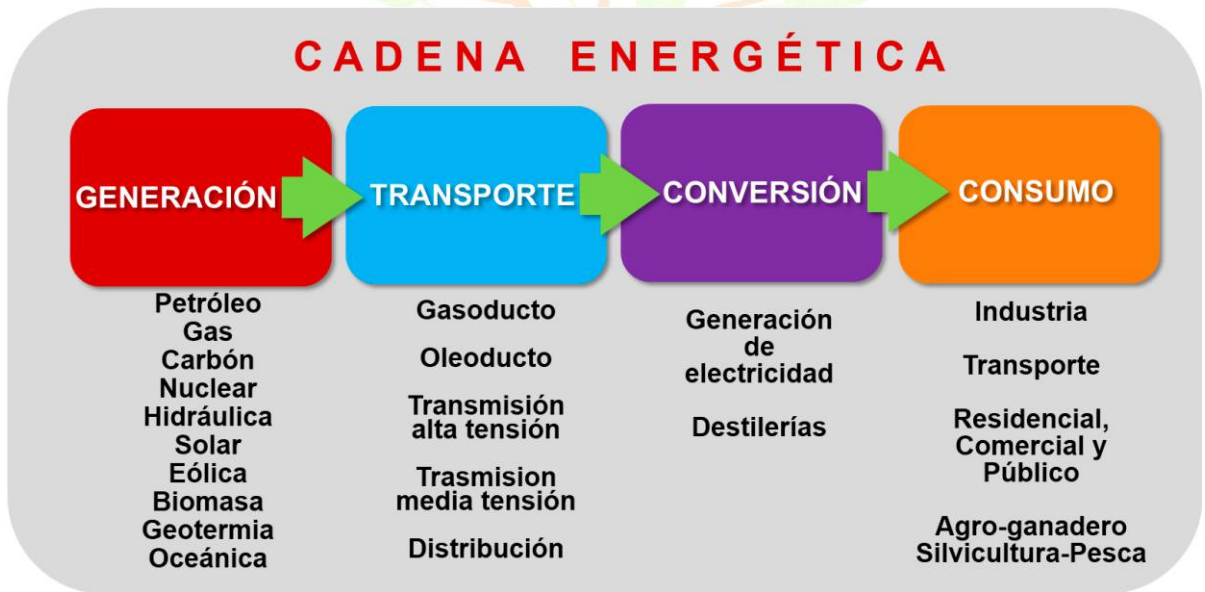 CADENA ENERGÉTICA
GENERACIÓN
Petróleo
Gas
Carbón
Nuclear
Hidráulica
Solar
Eólica
Biomasa
Geotermia
Oceánica
TRANSPORTE
Gasoducto
Oleoducto
Transmisión
alta tensión
Trasmision
media tensión
Distribución
CONVERSIÓN
Generación
de
electricidad
Destilerías
CONSUMO
Industria
Transporte
Residencial,
Comercial y
Público
Agro-ganadero
Silvicultura-Pesca